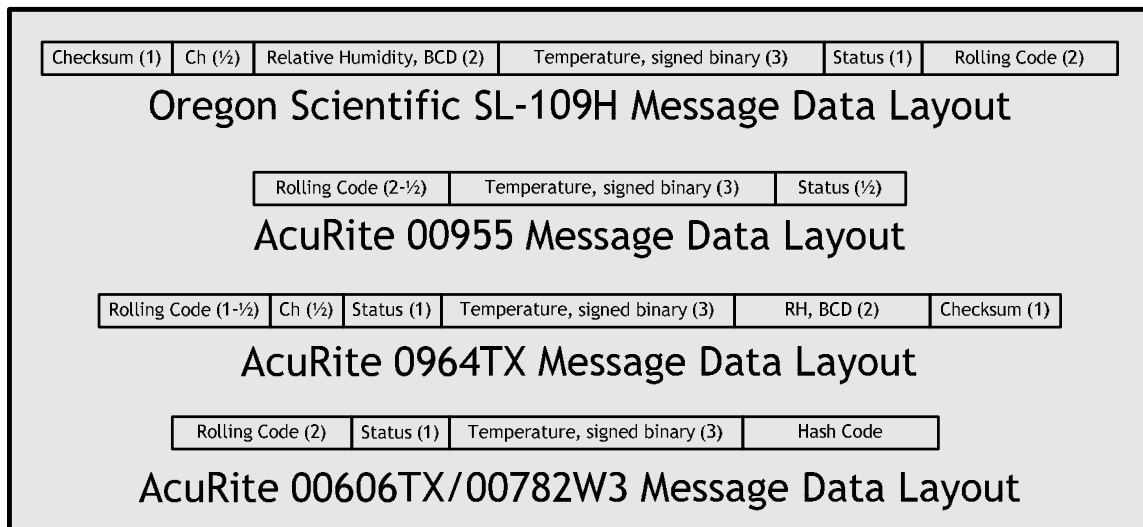 Checksum (1) Ch (½) Relative Humidity, BCD (2) Temperature, signed binary (3) Status (1) Rolling Code (2)
Oregon Scientific SL-109H Message Data Layout
Rolling Code (2-½) Temperature, signed binary (3) Status (½)
AcuRite 00955 Message Data Layout
Rolling Code (1-½) Ch (½) Status (1) Temperature, signed binary (3) RH, BCD (2) Checksum (1)
AcuRite 0964TX Message Data Layout
Rolling Code (2) Status (1) Temperature, signed binary (3) Hash Code
AcuRite 00606TX/00782W3 Message Data Layout